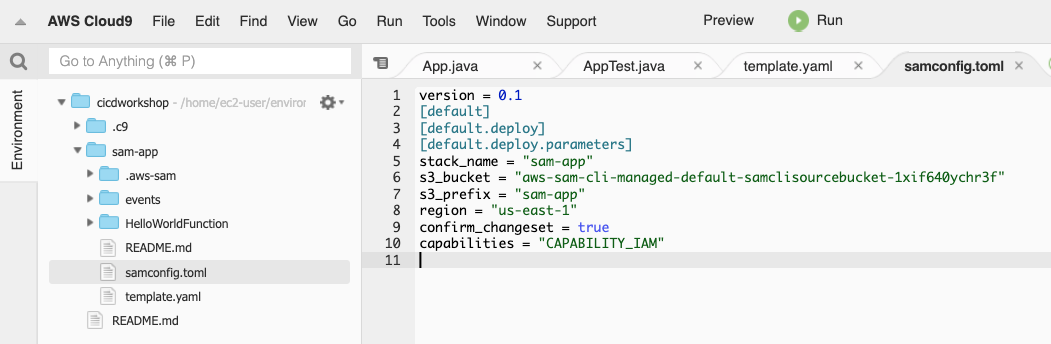 AWS Cloud9 File Edit Find View Go Run Tools Window Support Preview Run
Go to Anything (⌘ P)
App.java AppTest.java template.yaml samconfig.toml
Environment
cicdworkshop - /home/ec2-user/environ
.c9
sam-app
.aws-sam
events
HelloWorldFunction
README.md
samconfig.toml
template.yaml
README.md
1 version = 0.1
2 [default]
3 [default.deploy]
4 [default.deploy.parameters]
5 stack_name = "sam-app"
6 s3_bucket = "aws-sam-cli-managed-default-samclisourcebucket-1xif640ychr3f"
7 s3_prefix = "sam-app"
8 region = "us-east-1"
9 confirm_changeset = true
10 capabilities = "CAPABILITY_IAM"
11